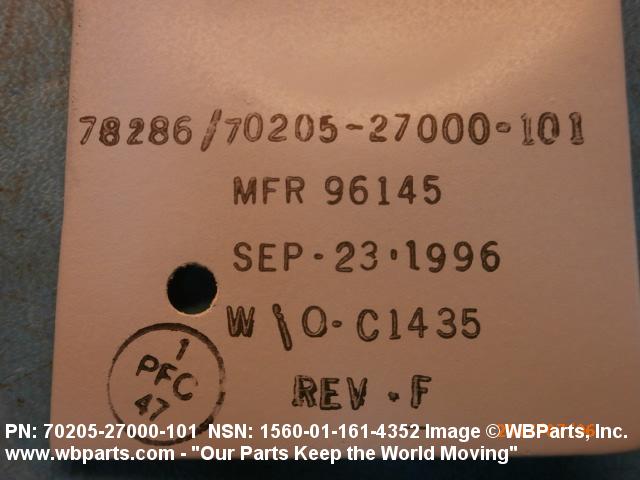 78286/70205-27000-101
MFR 96145
SEP-23·1996
W\O-C1435
REV·F
1
PFC
47
PN: 70205-27000-101 NSN: 1560-01-161-4352 Image © WBParts, Inc.
www.wbparts.com - "Our Parts Keep the World Moving"